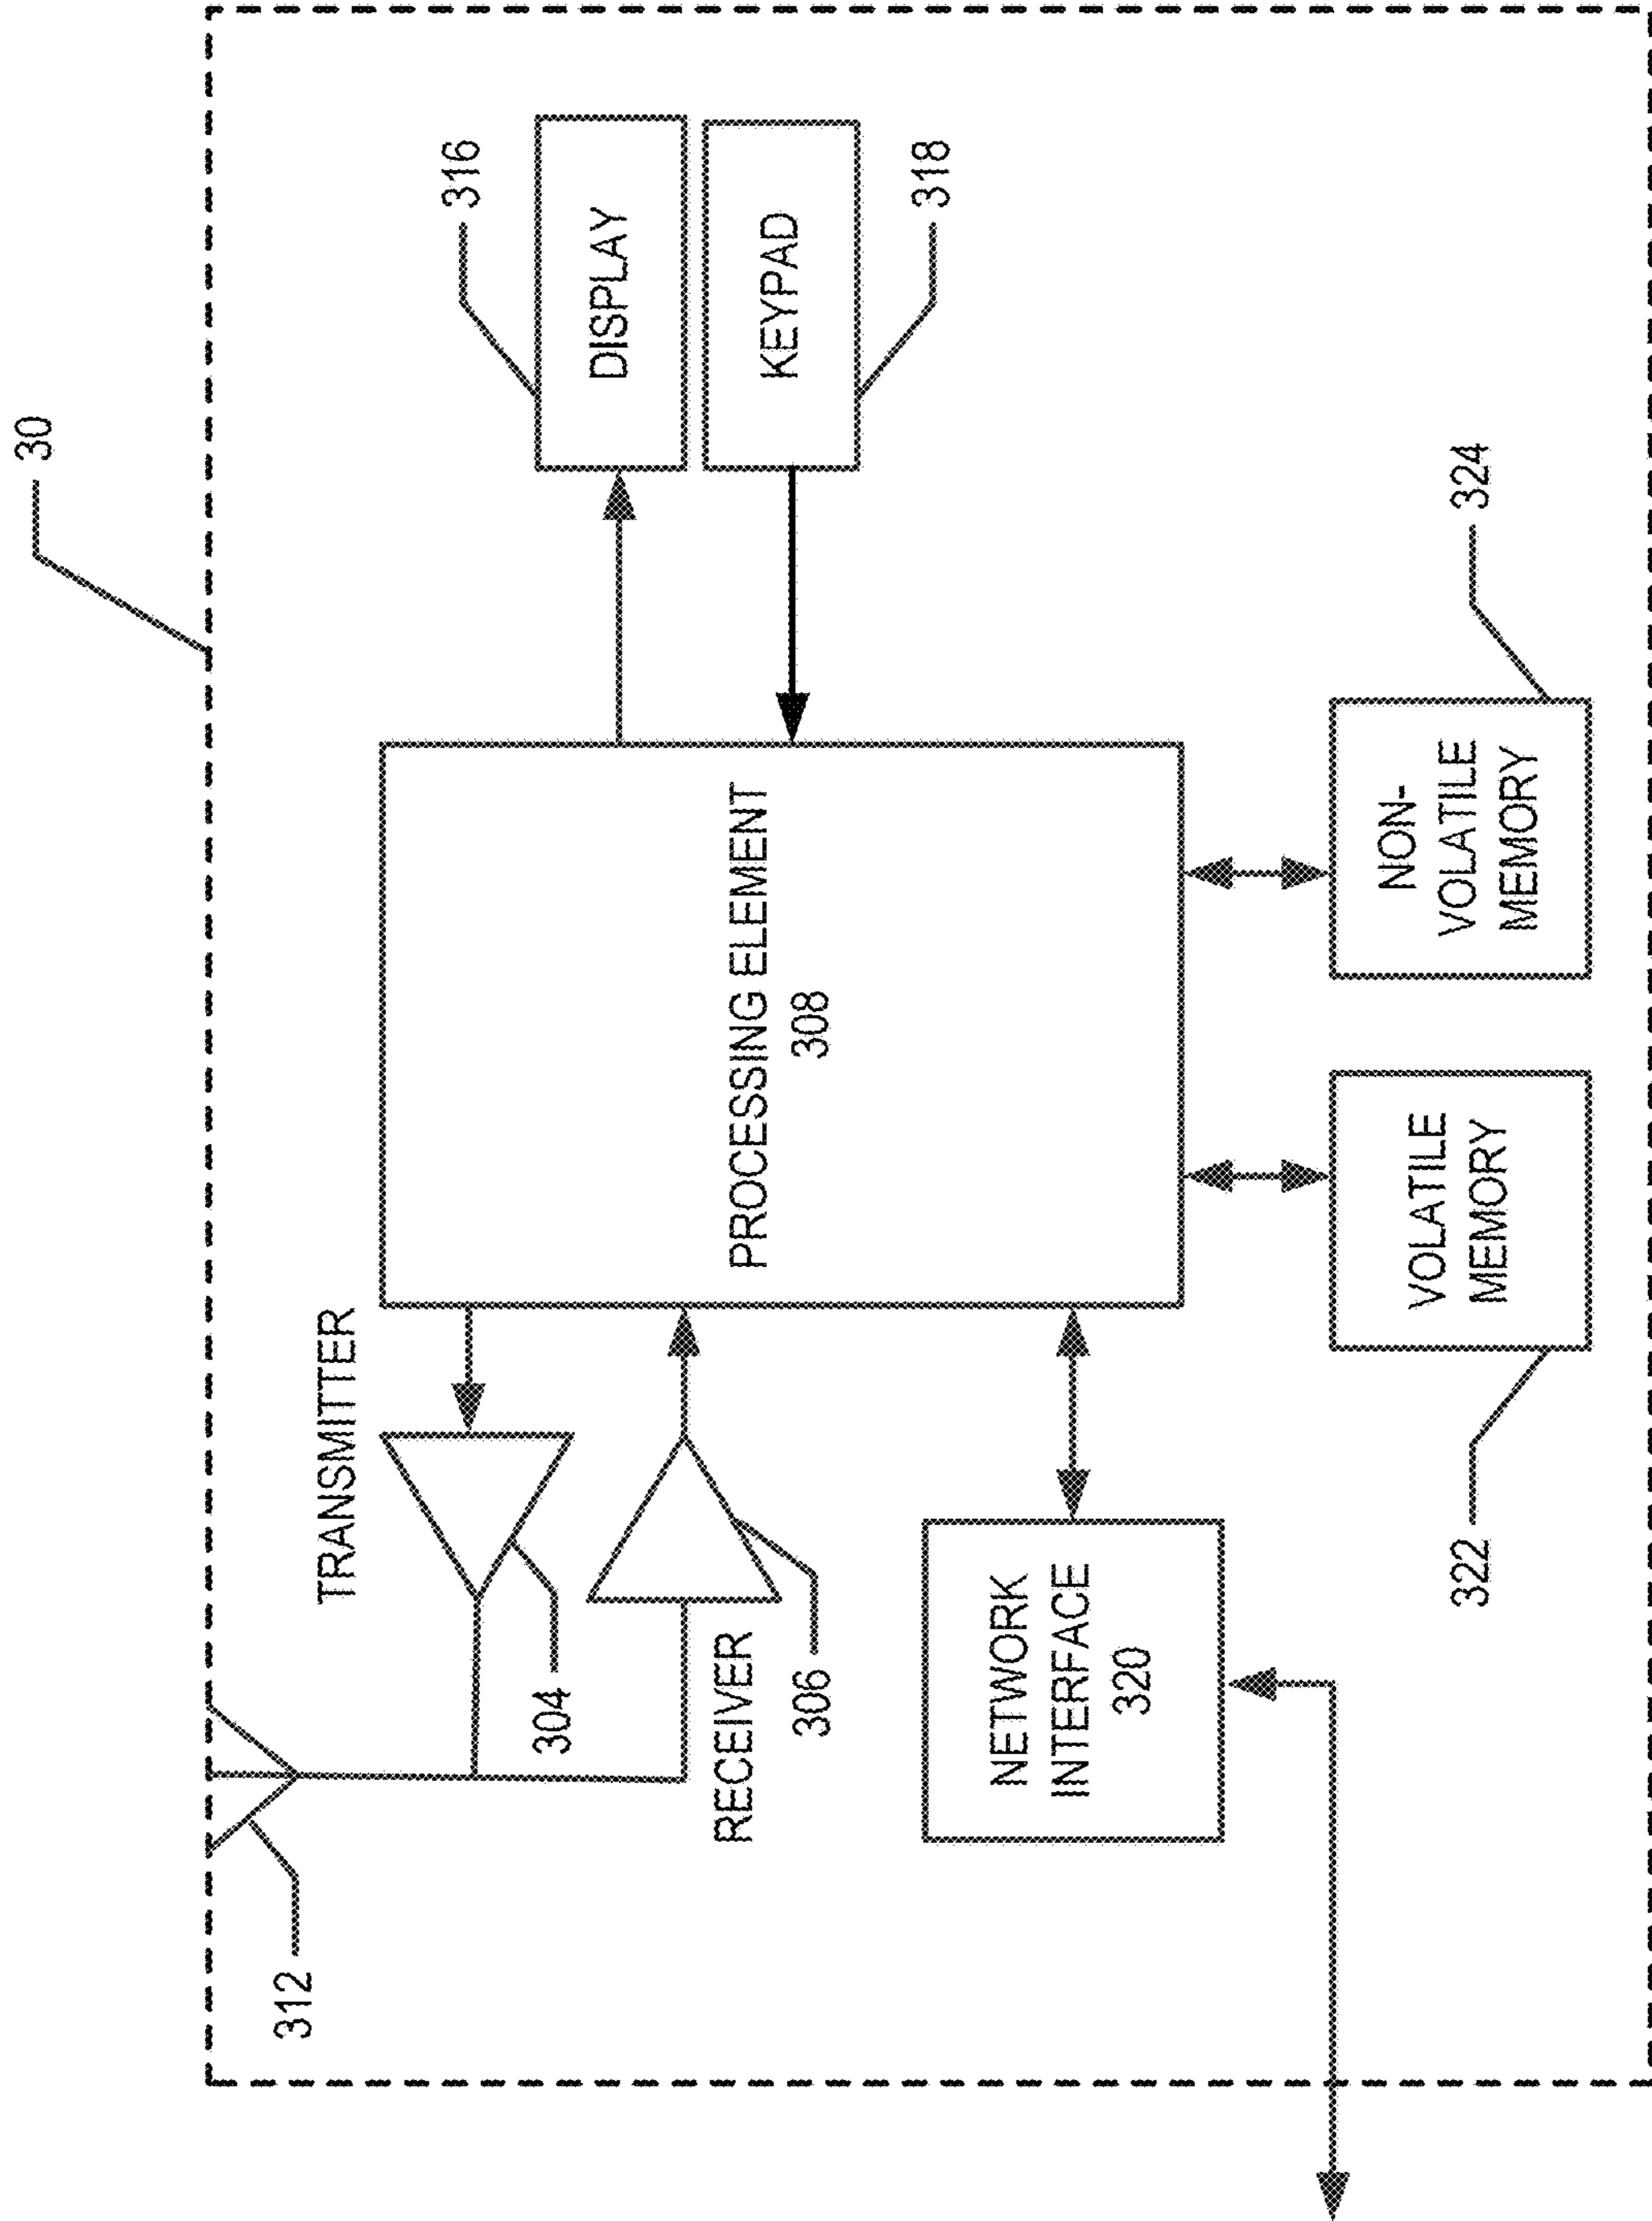 30
312
TRANSMITTER
304
RECEIVER
306
PROCESSING ELEMENT
308
316
DISPLAY
KEYPAD
318
NETWORK
INTERFACE
320
322
VOLATILE
MEMORY
NON-
VOLATILE
MEMORY
324